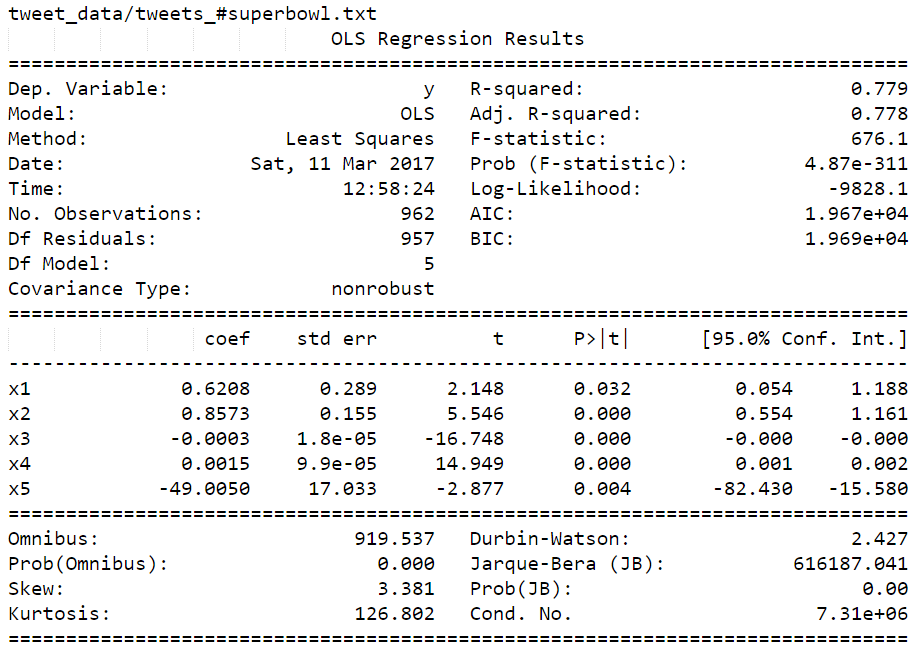 tweet_data/tweets_#superbowl.txt
                            OLS Regression Results
==============================================================================
Dep. Variable:                      y   R-squared:                       0.779
Model:                            OLS   Adj. R-squared:                  0.778
Method:                 Least Squares   F-statistic:                     676.1
Date:                Sat, 11 Mar 2017   Prob (F-statistic):          4.87e-311
Time:                        12:58:24   Log-Likelihood:                -9828.1
No. Observations:                 962   AIC:                         1.967e+04
Df Residuals:                     957   BIC:                         1.969e+04
Df Model:                           5
Covariance Type:            nonrobust
==============================================================================
                 coef    std err          t      P>|t|      [95.0% Conf. Int.]
------------------------------------------------------------------------------
x1             0.6208      0.289      2.148      0.032         0.054     1.188
x2             0.8573      0.155      5.546      0.000         0.554     1.161
x3            -0.0003    1.8e-05    -16.748      0.000        -0.000    -0.000
x4             0.0015    9.9e-05     14.949      0.000         0.001     0.002
x5           -49.0050     17.033     -2.877      0.004       -82.430   -15.580
==============================================================================
Omnibus:                      919.537   Durbin-Watson:                   2.427
Prob(Omnibus):                  0.000   Jarque-Bera (JB):           616187.041
Skew:                           3.381   Prob(JB):                         0.00
Kurtosis:                     126.802   Cond. No.                     7.31e+06
==============================================================================